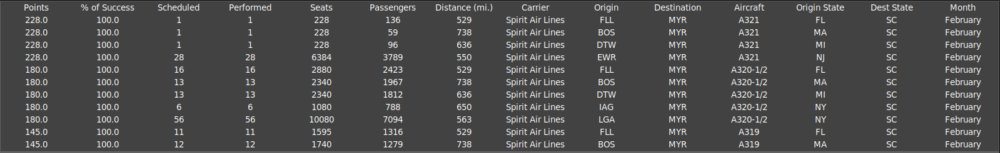 Points % of Success Scheduled Performed Seats Passengers Distance (mi.) Carrier Origin Destination Aircraft Origin State Dest State Month
228.0 100.0 1 1 228 136 529 Spirit Air Lines FLL MYR A321 FL SC February
228.0 100.0 1 1 228 59 738 Spirit Air Lines BOS MYR A321 MA SC February
228.0 100.0 1 1 228 96 636 Spirit Air Lines DTW MYR A321 MI SC February
228.0 100.0 28 28 6384 3789 550 Spirit Air Lines EWR MYR A321 NJ SC February
180.0 100.0 16 16 2880 2423 529 Spirit Air Lines FLL MYR A320-1/2 FL SC February
180.0 100.0 13 13 2340 1967 738 Spirit Air Lines BOS MYR A320-1/2 MA SC February
180.0 100.0 13 13 2340 1812 636 Spirit Air Lines DTW MYR A320-1/2 MI SC February
180.0 100.0 6 6 1080 788 650 Spirit Air Lines IAG MYR A320-1/2 NY SC February
180.0 100.0 56 56 10080 7094 563 Spirit Air Lines LGA MYR A320-1/2 NY SC February
145.0 100.0 11 11 1595 1316 529 Spirit Air Lines FLL MYR A319 FL SC February
145.0 100.0 12 12 1740 1279 738 Spirit Air Lines BOS MYR A319 MA SC February